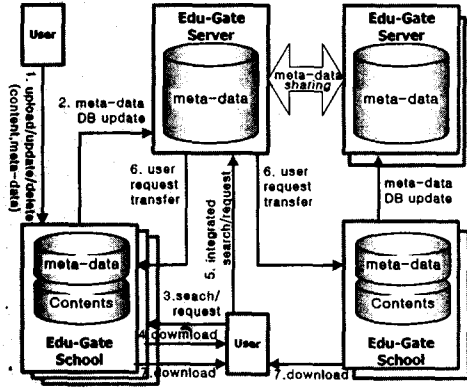 User
Edu-Gate
Server
meta-data
meta-data
sharing
Edu-Gate
Server
meta-data
1. upload/update/delete
(content,meta-data)
2. meta-data
DB update
6. user
request
transfer
5. integrated
search/request
6. user
request
transfer
meta-data
DB update
meta-data
Contents
Edu-Gate
School
3.seach/
request
4.download
7.download
User
7.download
meta-data
Contents
Edu-Gate
School